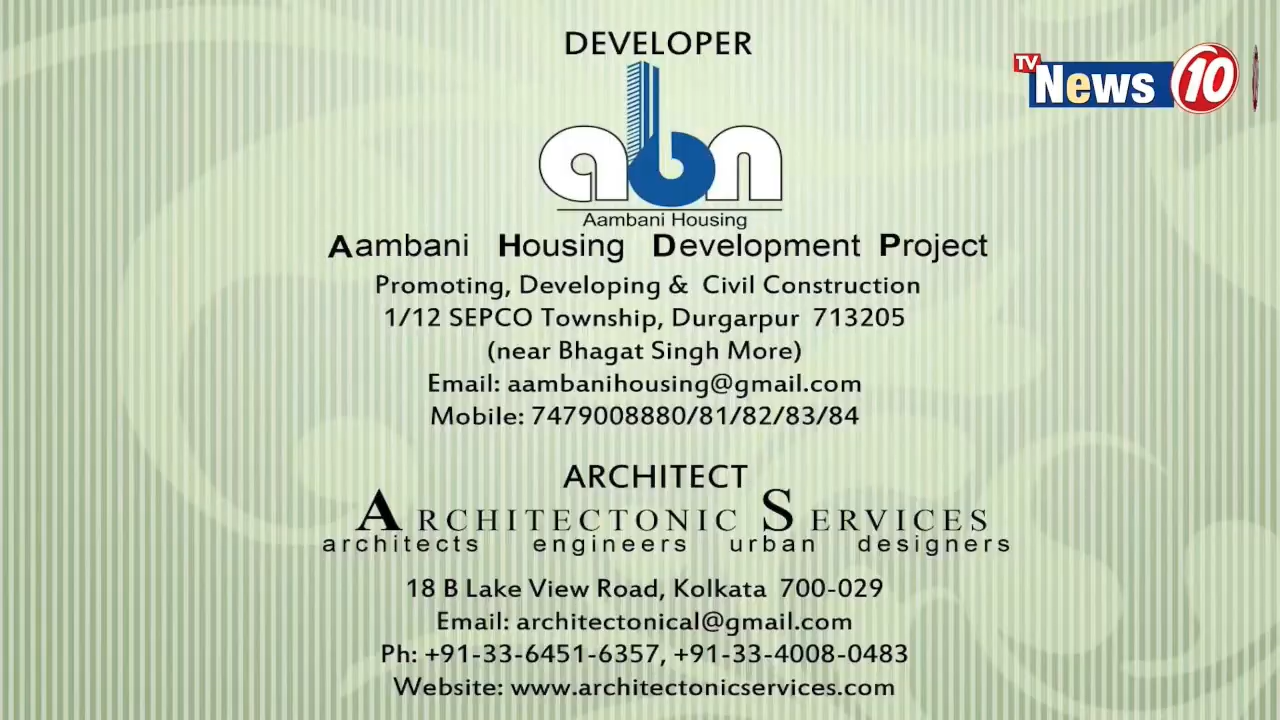 DEVELOPER
TV
News 10
abn
Aambani Housing
Aambani Housing Development Project
Promoting, Developing & Civil Construction
1/12 SEPCO Township, Durgarpur 713205
(near Bhagat Singh More)
Email: aambanihousing@gmail.com
Mobile: 7479008880/81/82/83/84
ARCHITECT
ARCHITECTONIC SERVICES
architects engineers urban designers
18 B Lake View Road, Kolkata 700-029
Email: architectonical@gmail.com
Ph: +91-33-6451-6357, +91-33-4008-0483
Website: www.architectonicservices.com